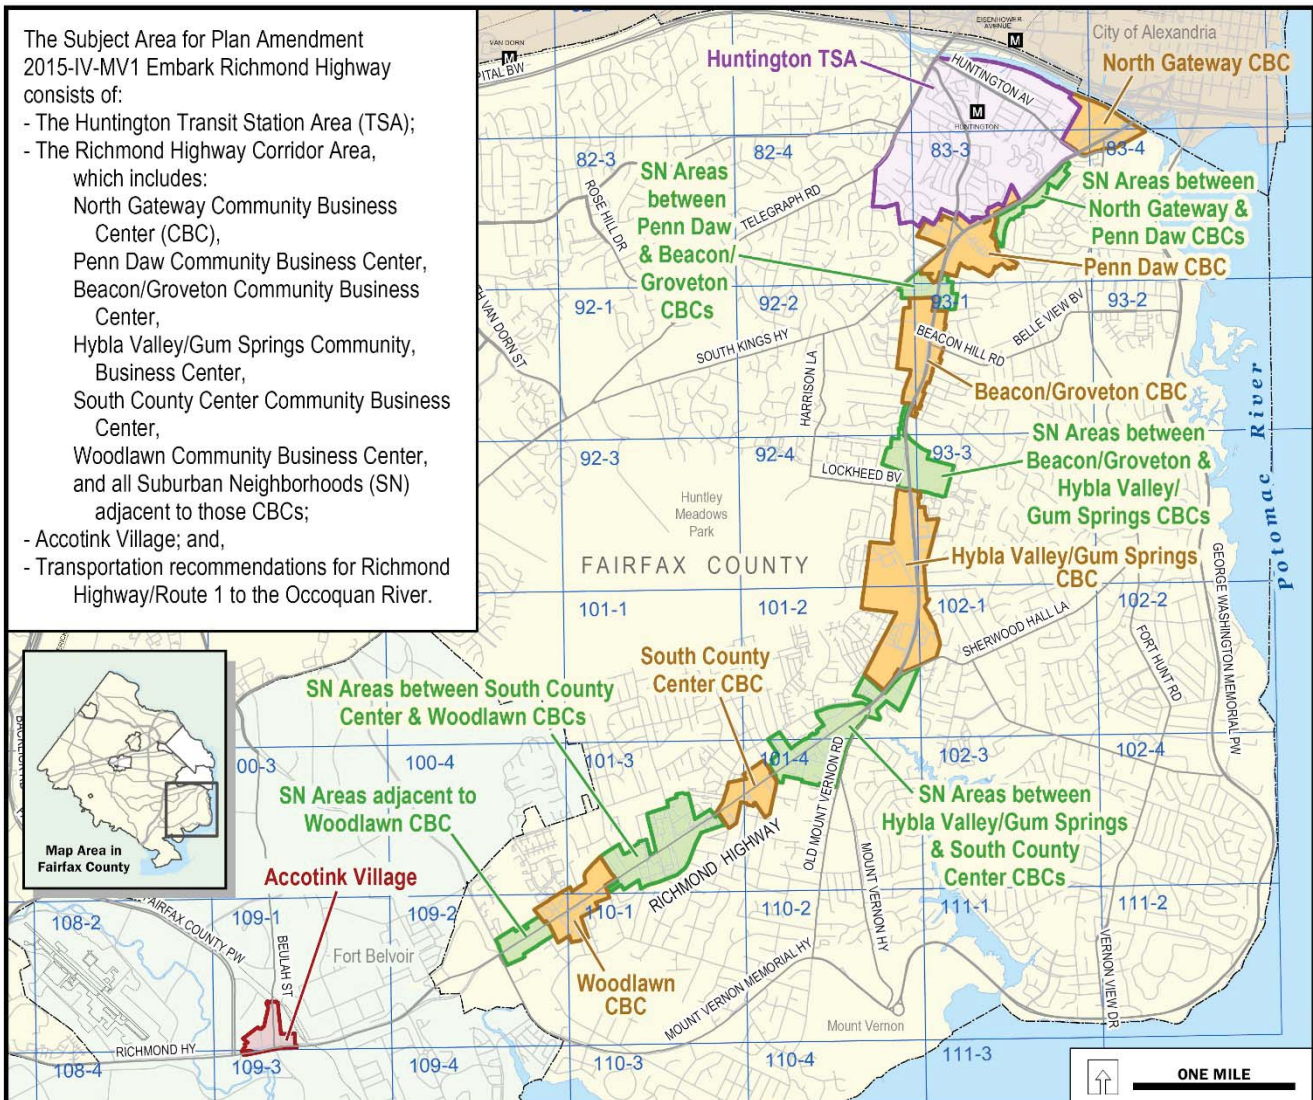 The Subject Area for Plan Amendment
2015-IV-MV1 Embark Richmond Highway
consists of:
- The Huntington Transit Station Area (TSA);
- The Richmond Highway Corridor Area,
which includes:
North Gateway Community Business
Center (CBC),
Penn Daw Community Business Center,
Beacon/Groveton Community Business
Center,
Hybla Valley/Gum Springs Community,
Business Center,
South County Center Community Business
Center,
Woodlawn Community Business Center,
and all Suburban Neighborhoods (SN)
adjacent to those CBCs;
- Accotink Village; and,
- Transportation recommendations for Richmond
Highway/Route 1 to the Occoquan River.
VAN DORN
M
PITAL BW
EISENHOWER
AVENUE
M
City of Alexandria
Huntington TSA
HUNTINGTON AV
North Gateway CBC
M
HUNTINGTON
82-3
82-4
83-3
83-4
SN Areas
between
Penn Daw
& Beacon/
Groveton
CBCs
ROSE HILL DR
TELEGRAPH RD
SN Areas between
North Gateway &
Penn Daw CBCs
Penn Daw CBC
92-1
92-2
93-1
93-2
VAN DORN ST
SOUTH KINGS HY
HARRISON LA
BEACON HILL RD
BELLE VIEW BV
Beacon/Groveton CBC
92-3
92-4
93-3
LOCKHEED BV
SN Areas between
Beacon/Groveton &
Hybla Valley/
Gum Springs CBCs
Potomac River
Huntley
Meadows
Park
FAIRFAX COUNTY
Hybla Valley/Gum Springs
CBC
GEORGE WASHINGTON MEMORIAL PW
101-1
101-2
102-1
102-2
SHERWOOD HALL LA
FORT HUNT RD
South County
Center CBC
SN Areas between South County
Center & Woodlawn CBCs
Map Area in
Fairfax County
00-3
100-4
101-3
101-4
102-3
102-4
OLD MOUNT VERNON RD
SN Areas adjacent to
Woodlawn CBC
SN Areas between
Hybla Valley/Gum Springs
& South County
Center CBCs
RICHMOND HIGHWAY
MOUNT VERNON HY
Accotink Village
108-2
109-1
109-2
110-1
110-2
111-1
111-2
FAIRFAX COUNTY PW
BEULAH ST
Fort Belvoir
Woodlawn
CBC
MOUNT VERNON MEMORIAL HY
VERNON VIEW DR
Mount Vernon
RICHMOND HY
108-4
109-3
109-4
110-3
110-4
111-3
ONE MILE